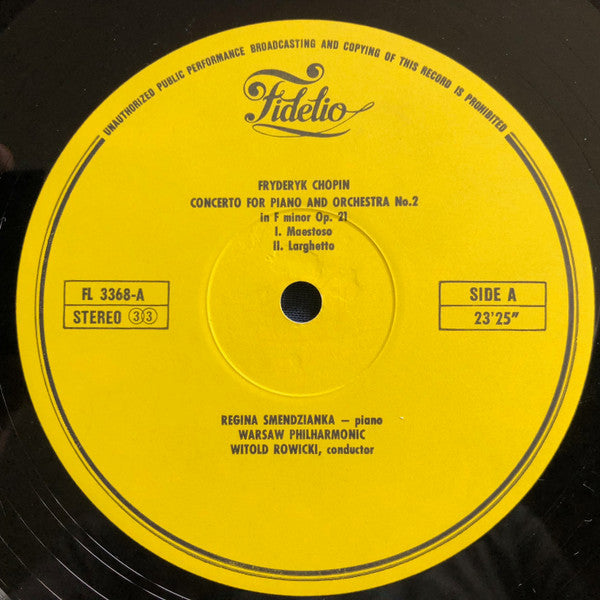 UNAUTHORIZED PUBLIC PERFORMANCE BROADCASTING AND COPYING OF THIS RECORD IS PROHIBITED
Fidelio
FRYDERYK CHOPIN
CONCERTO FOR PIANO AND ORCHESTRA No.2
in F minor Op. 21
I. Maestoso
II. Larghetto
FL 3368-A
STEREO 33
SIDE A
23'25"
REGINA SMENDZIANKA — piano
WARSAW PHILHARMONIC
WITOLD ROWICKI, conductor